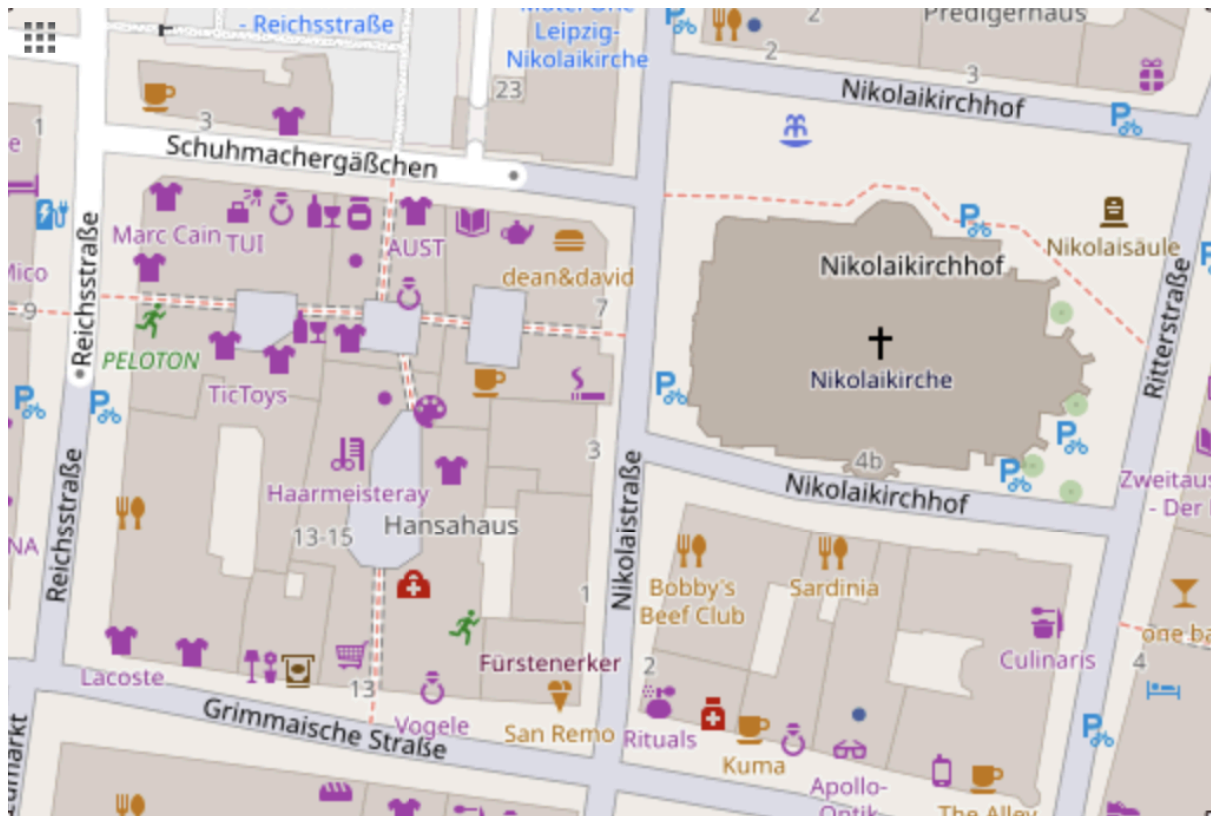 - Reichsstraße
Motel One
Leipzig-
Nikolaikirche
2
Predigerhaus
2
3
23
Nikolaikirchhof
1
3
Schuhmachergäßchen
e
Marc Cain
TUI
AUST
dean&david
Nikolaikirchhof
Nikolaisäule
Mico
9
Reichsstraße
7
PELOTON
Nikolaikirche
Ritterstraße
TicToys
3
4b
Haarmeisteray
Hansahaus
13-15
Nikolaikirchhof
Zweitaus
- Der
NA
Reichsstraße
Nikolaistraße
1
Bobby's
Beef Club
Sardinia
one ba
Culinaris
4
Fürstenerker
2
Lacoste
13
Vogele
San Remo
Rituals
Grimmaische Straße
Kuma
Apollo-
Optik
The Alley